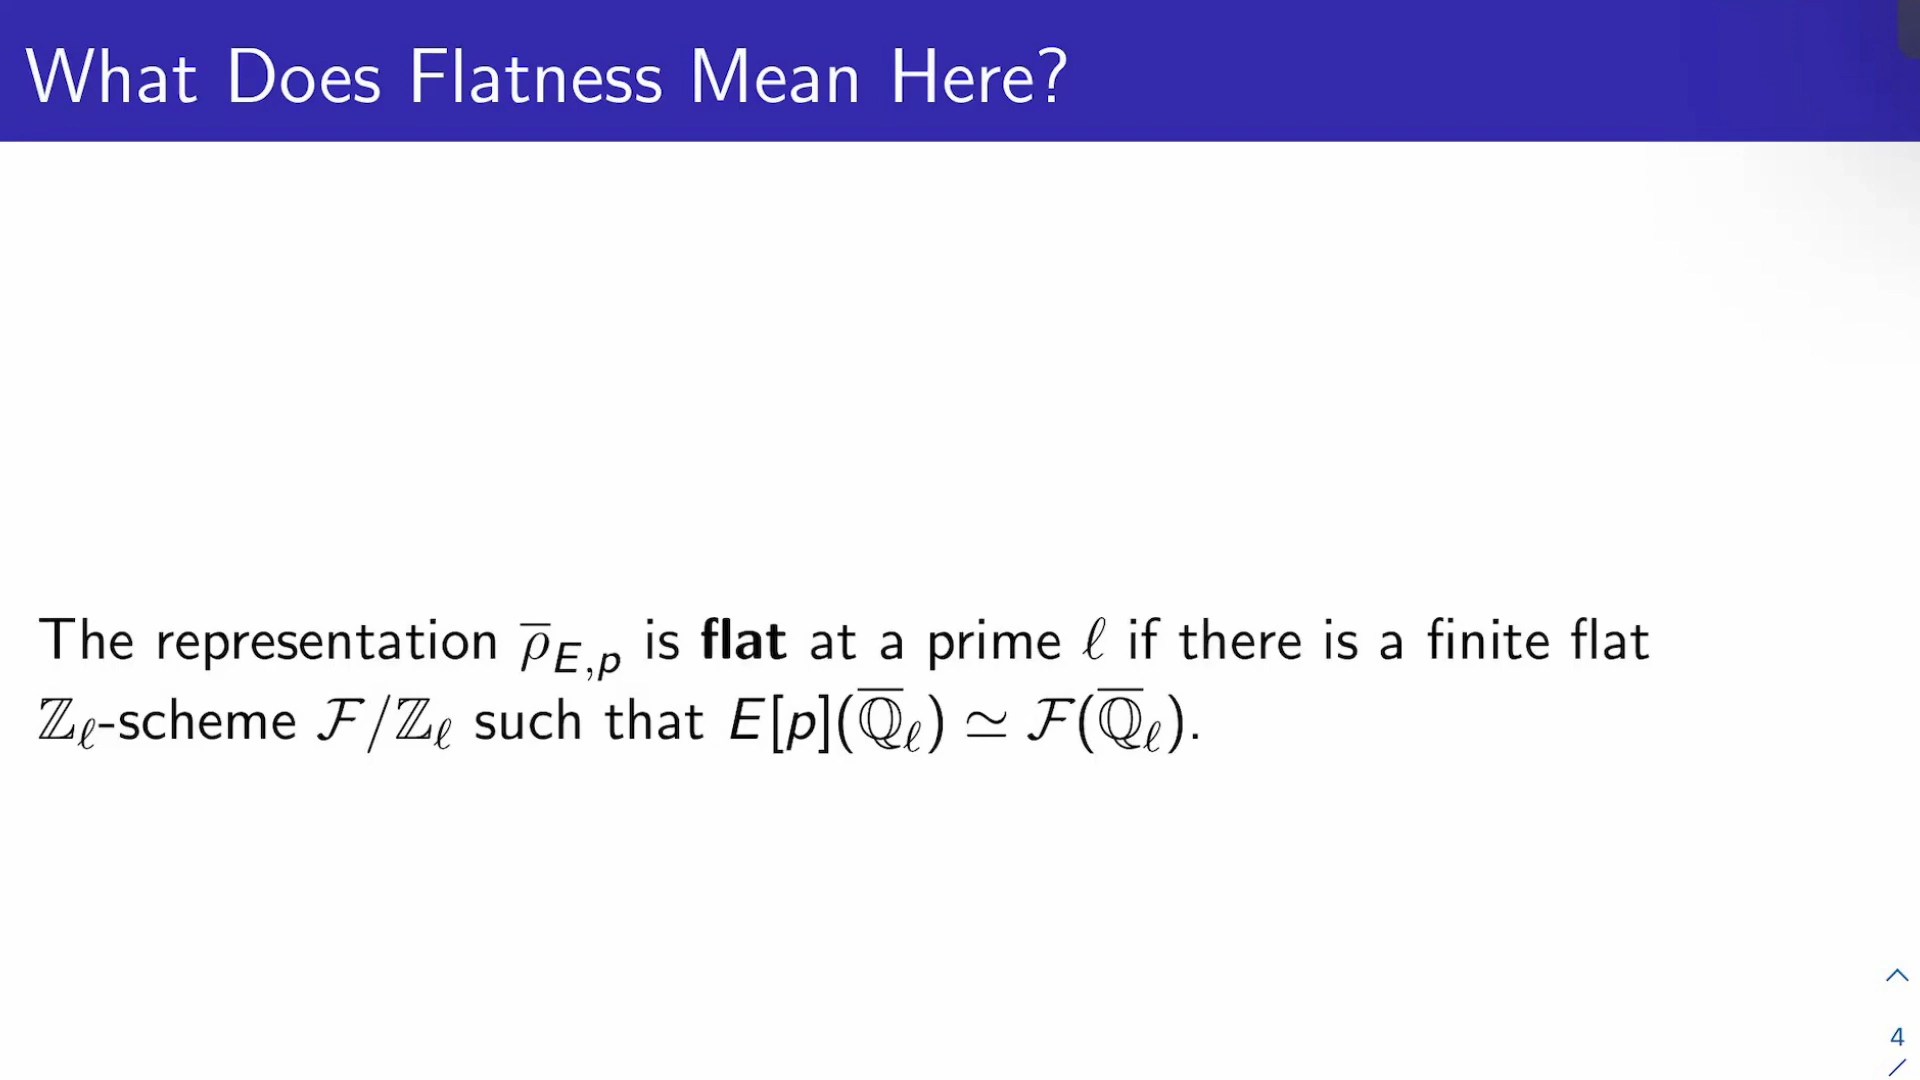 What Does Flatness Mean Here?
The representation ρ̅_{E,p} is flat at a prime ℓ if there is a finite flat
ℤ_ℓ-scheme ℱ/ℤ_ℓ such that E[p](ℚ̅_ℓ) ≃ ℱ(ℚ̅_ℓ).
4
/